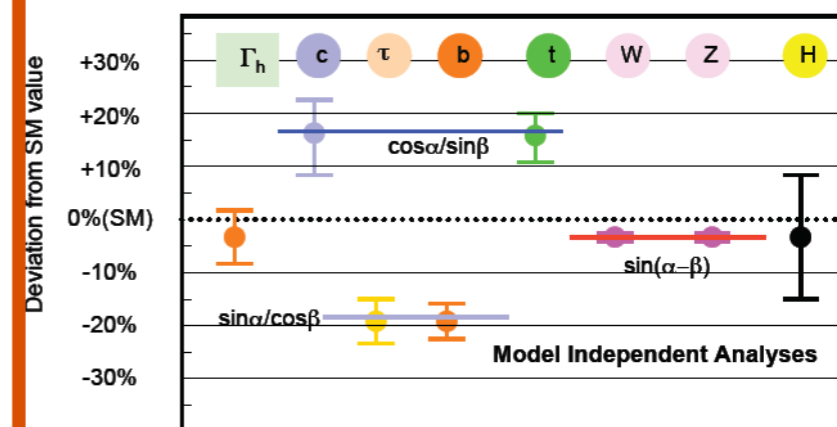 Deviation from SM value
+30%
+20%
+10%
0%(SM)
-10%
-20%
-30%
Γh c τ b t W Z H
cosα/sinβ
sin(α−β)
sinα/cosβ
Model Independent Analyses